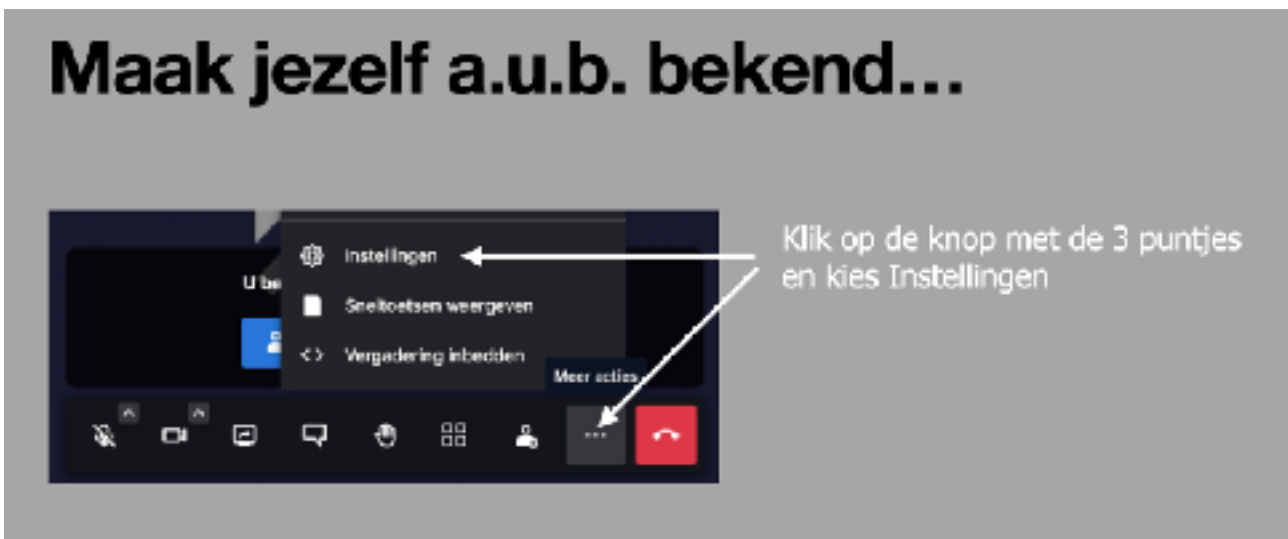 Maak jezelf a.u.b. bekend...
Klik op de knop met de 3 puntjes
en kies Instellingen
Instellingen
U be
Sneltoetsen weergeven
Vergadering inbedden
Meer acties